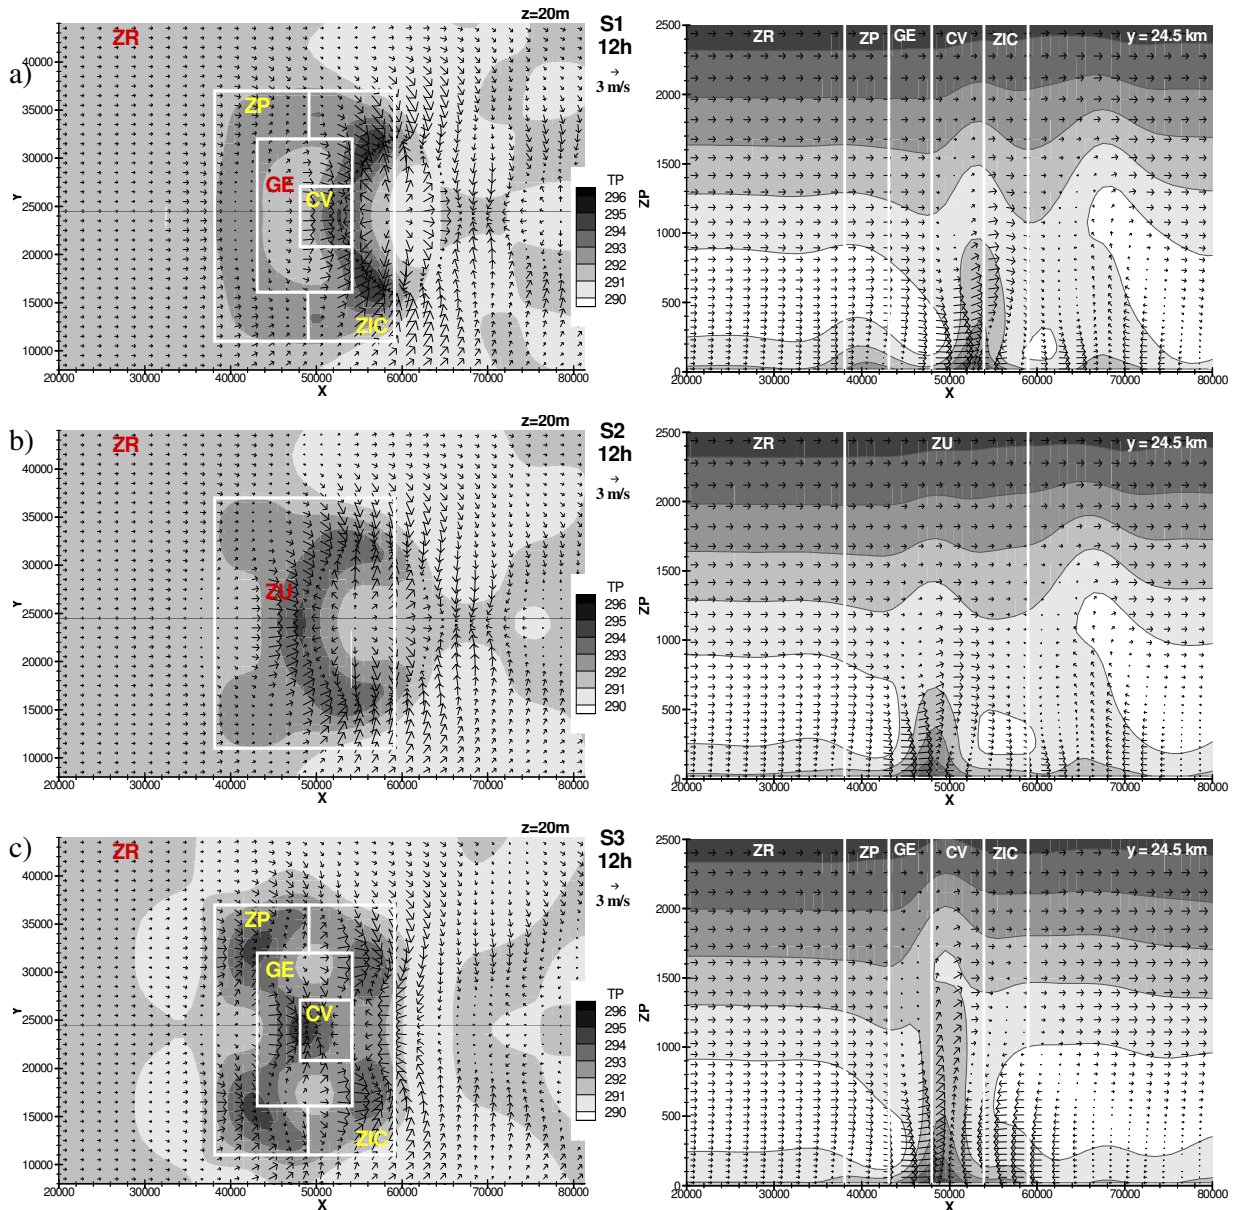 z=20m
S1
12h
3 m/s
a)
ZR
ZP
GE
CV
ZIC
Y
40000
35000
30000
25000
20000
15000
10000
20000 30000 40000 50000 60000 70000 80000
X
TP
296
295
294
293
292
291
290
ZR ZP GE CV ZIC y = 24.5 km
ZP
2500
2000
1500
1000
500
0
20000 30000 40000 50000 60000 70000 80000
X
z=20m
S2
12h
3 m/s
b)
ZR
ZU
Y
40000
35000
30000
25000
20000
15000
10000
20000 30000 40000 50000 60000 70000 80000
X
TP
296
295
294
293
292
291
290
ZR ZU y = 24.5 km
ZP
2500
2000
1500
1000
500
0
20000 30000 40000 50000 60000 70000 80000
X
z=20m
S3
12h
3 m/s
c)
ZR
ZP
GE
CV
ZIC
Y
40000
35000
30000
25000
20000
15000
10000
20000 30000 40000 50000 60000 70000 80000
X
TP
296
295
294
293
292
291
290
ZR ZP GE CV ZIC y = 24.5 km
ZP
2500
2000
1500
1000
500
0
20000 30000 40000 50000 60000 70000 80000
X